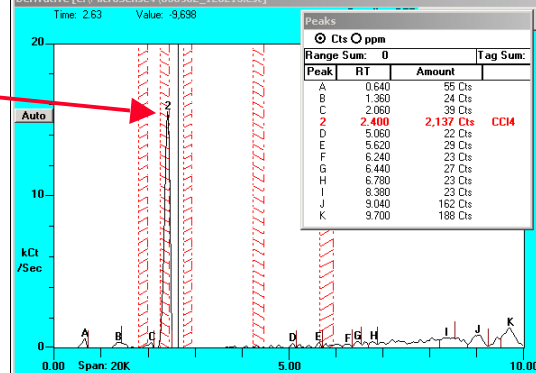 Time: 2.63 Value: -9,698
Peaks
Cts ppm
Range Sum: 0 Tag Sum:
Peak RT Amount
A 0.640 55 Cts
B 1.360 24 Cts
C 2.060 39 Cts
2 2.400 2,137 Cts CCl4
D 5.060 22 Cts
E 5.620 29 Cts
F 6.240 23 Cts
G 6.440 27 Cts
H 6.780 23 Cts
I 8.380 23 Cts
J 9.040 162 Cts
K 9.700 188 Cts
20
Auto
2
10
kCt
/Sec
A B C D E F G H I J K
0
0.00 Span: 20K 5.00 10.00